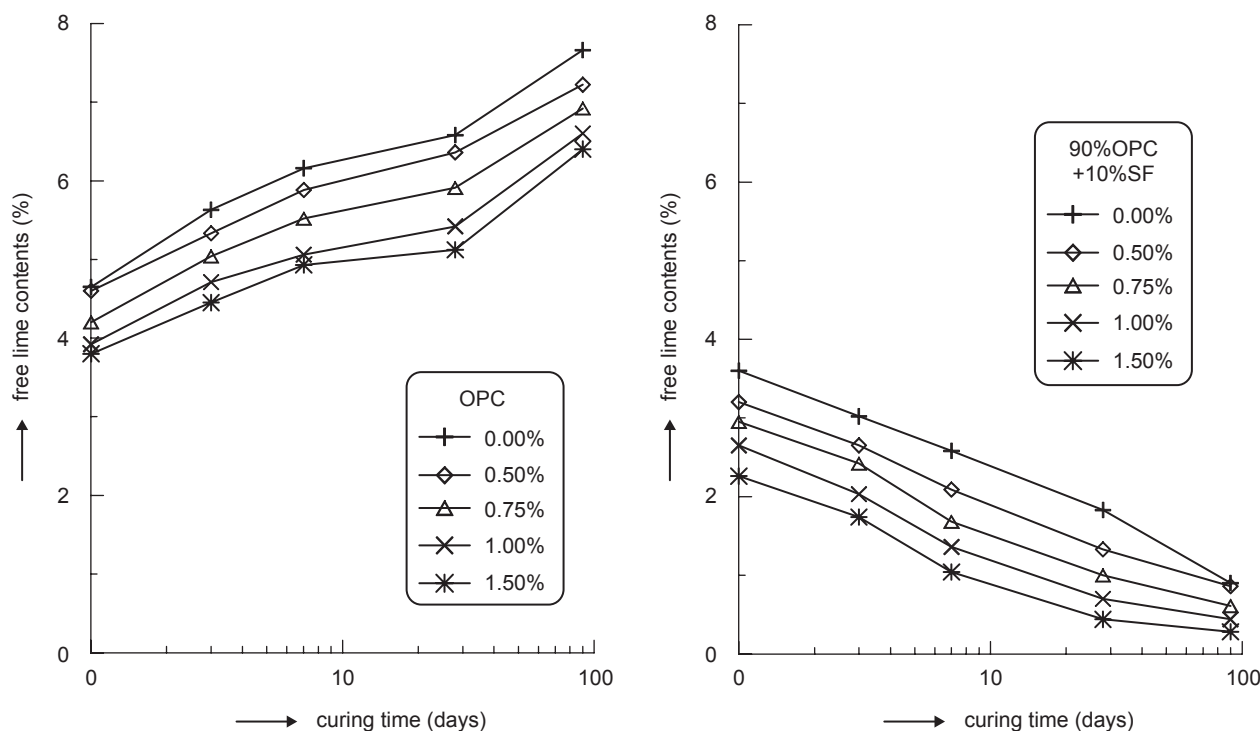 8
6
4
2
0
free lime contents (%)
OPC
0.00%
0.50%
0.75%
1.00%
1.50%
0 10 100
curing time (days)
8
6
4
2
0
free lime contents (%)
90%OPC
+10%SF
0.00%
0.50%
0.75%
1.00%
1.50%
0 10 100
curing time (days)